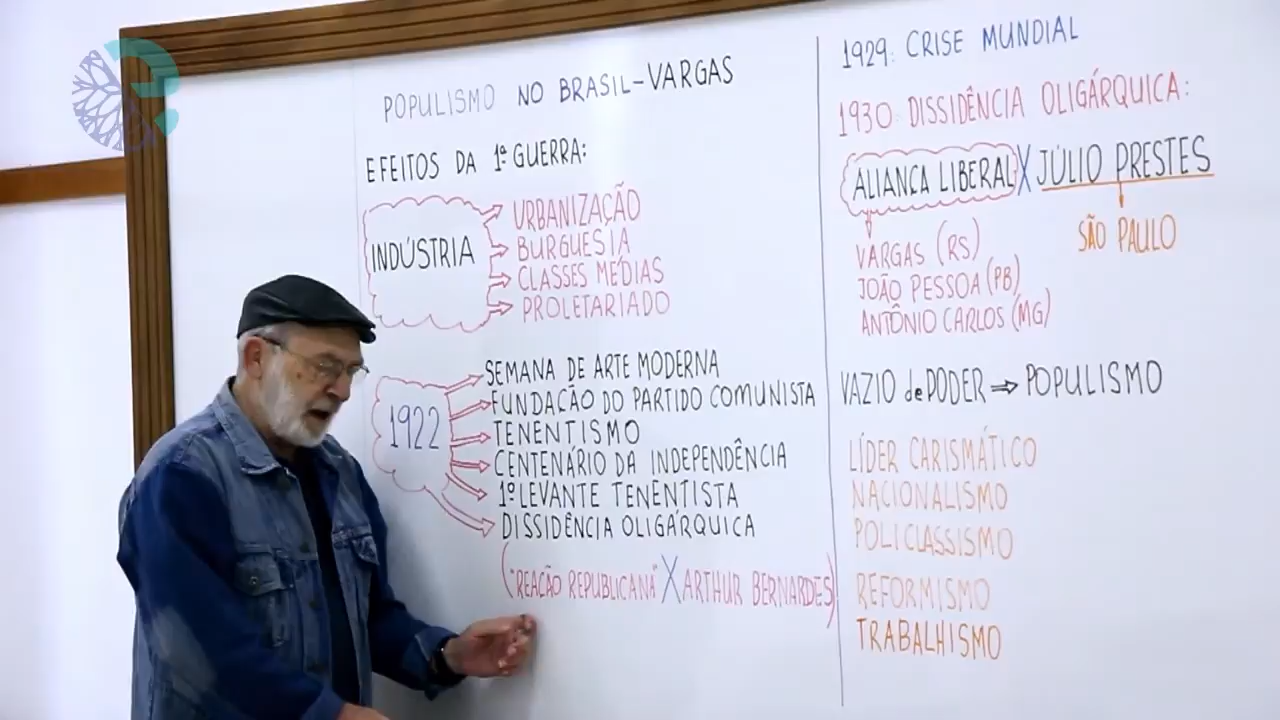 POPULISMO NO BRASIL-VARGAS
EFEITOS DA 1ª GUERRA:
INDÚSTRIA
URBANIZAÇÃO
BURGUESIA
CLASSES MÉDIAS
PROLETARIADO
1922
SEMANA DE ARTE MODERNA
FUNDAÇÃO DO PARTIDO COMUNISTA
TENENTISMO
CENTENÁRIO DA INDEPENDÊNCIA
1º LEVANTE TENENTISTA
DISSIDÊNCIA OLIGÁRQUICA
("REAÇÃO REPUBLICANA" X ARTHUR BERNARDES)
1929: CRISE MUNDIAL
1930: DISSIDÊNCIA OLIGÁRQUICA:
ALIANÇA LIBERAL X JÚLIO PRESTES
SÃO PAULO
VARGAS (RS)
JOÃO PESSOA (PB)
ANTÔNIO CARLOS (MG)
VAZIO de PODER ⇒ POPULISMO
LÍDER CARISMÁTICO
NACIONALISMO
POLICLASSISMO
REFORMISMO
TRABALHISMO